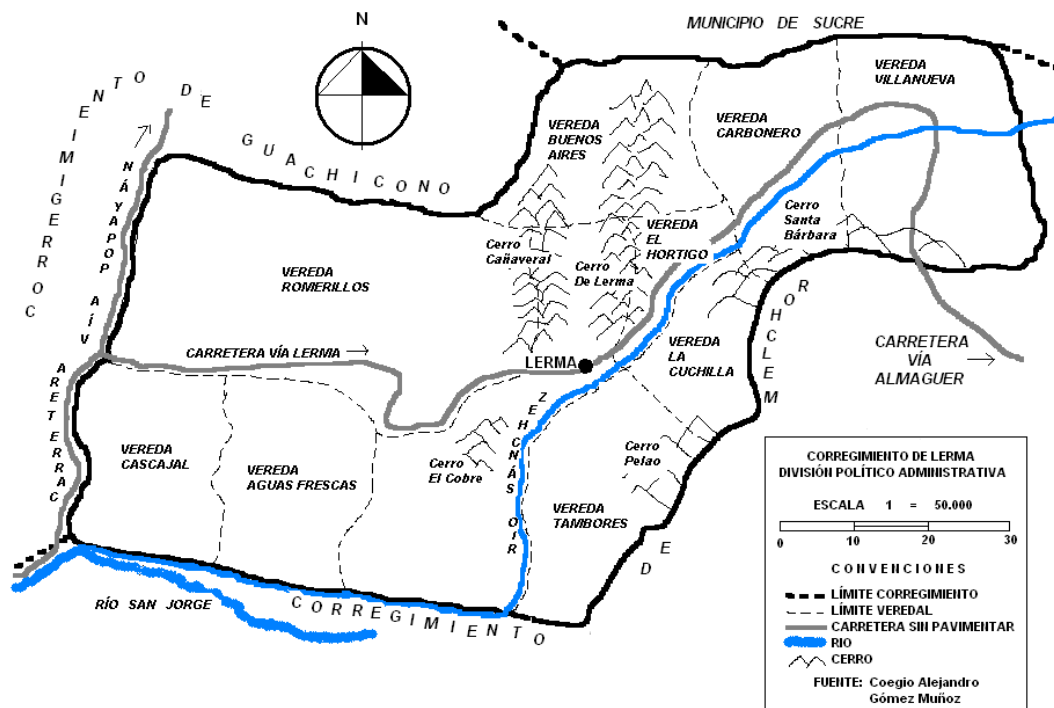 MUNICIPIO DE SUCRE
N
CORREGIMIENTO DE GUACHICONO
VEREDA
VILLANUEVA
VEREDA
CARBONERO
VEREDA
BUENOS
AIRES
CARRETERA VÍA POPAYÁN
Cerro
Santa
Bárbara
VEREDA
EL
HORTIGO
Cerro
Cañaveral
Cerro
De Lerma
VEREDA
ROMERILLOS
CARRETERA VÍA LERMA
LERMA
VEREDA
LA
CUCHILLA
CARRETERA
VÍA
ALMAGUER
VEREDA
CASCAJAL
VEREDA
AGUAS FRESCAS
Cerro
El Cobre
RIO SÁNCHEZ
Cerro
Pelao
VEREDA
TAMBORES
RÍO SAN JORGE
CORREGIMIENTO DE MELCHOR
CORREGIMIENTO DE LERMA
DIVISIÓN POLÍTICO ADMINISTRATIVA
ESCALA 1 = 50.000
0 10 20 30
CONVENCIONES
LÍMITE CORREGIMIENTO
LÍMITE VEREDAL
CARRETERA SIN PAVIMENTAR
RIO
CERRO
FUENTE: Coegio Alejandro
Gómez Muñoz